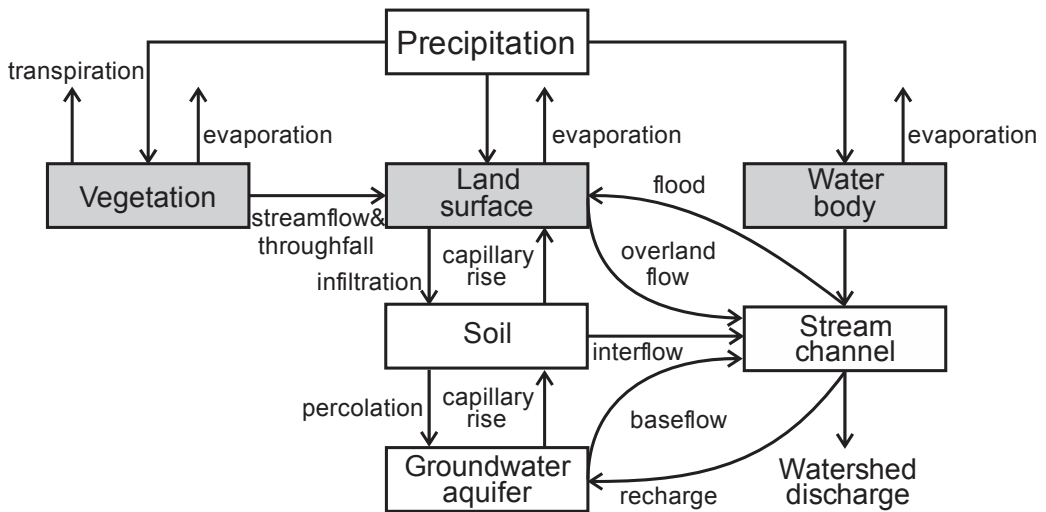 Precipitation
transpiration
evaporation
evaporation
evaporation
Vegetation
Land
surface
Water
body
flood
streamflow&
throughfall
capillary
rise
overland
flow
infiltration
Soil
Stream
channel
interflow
percolation
capillary
rise
baseflow
Groundwater
aquifer
recharge
Watershed
discharge